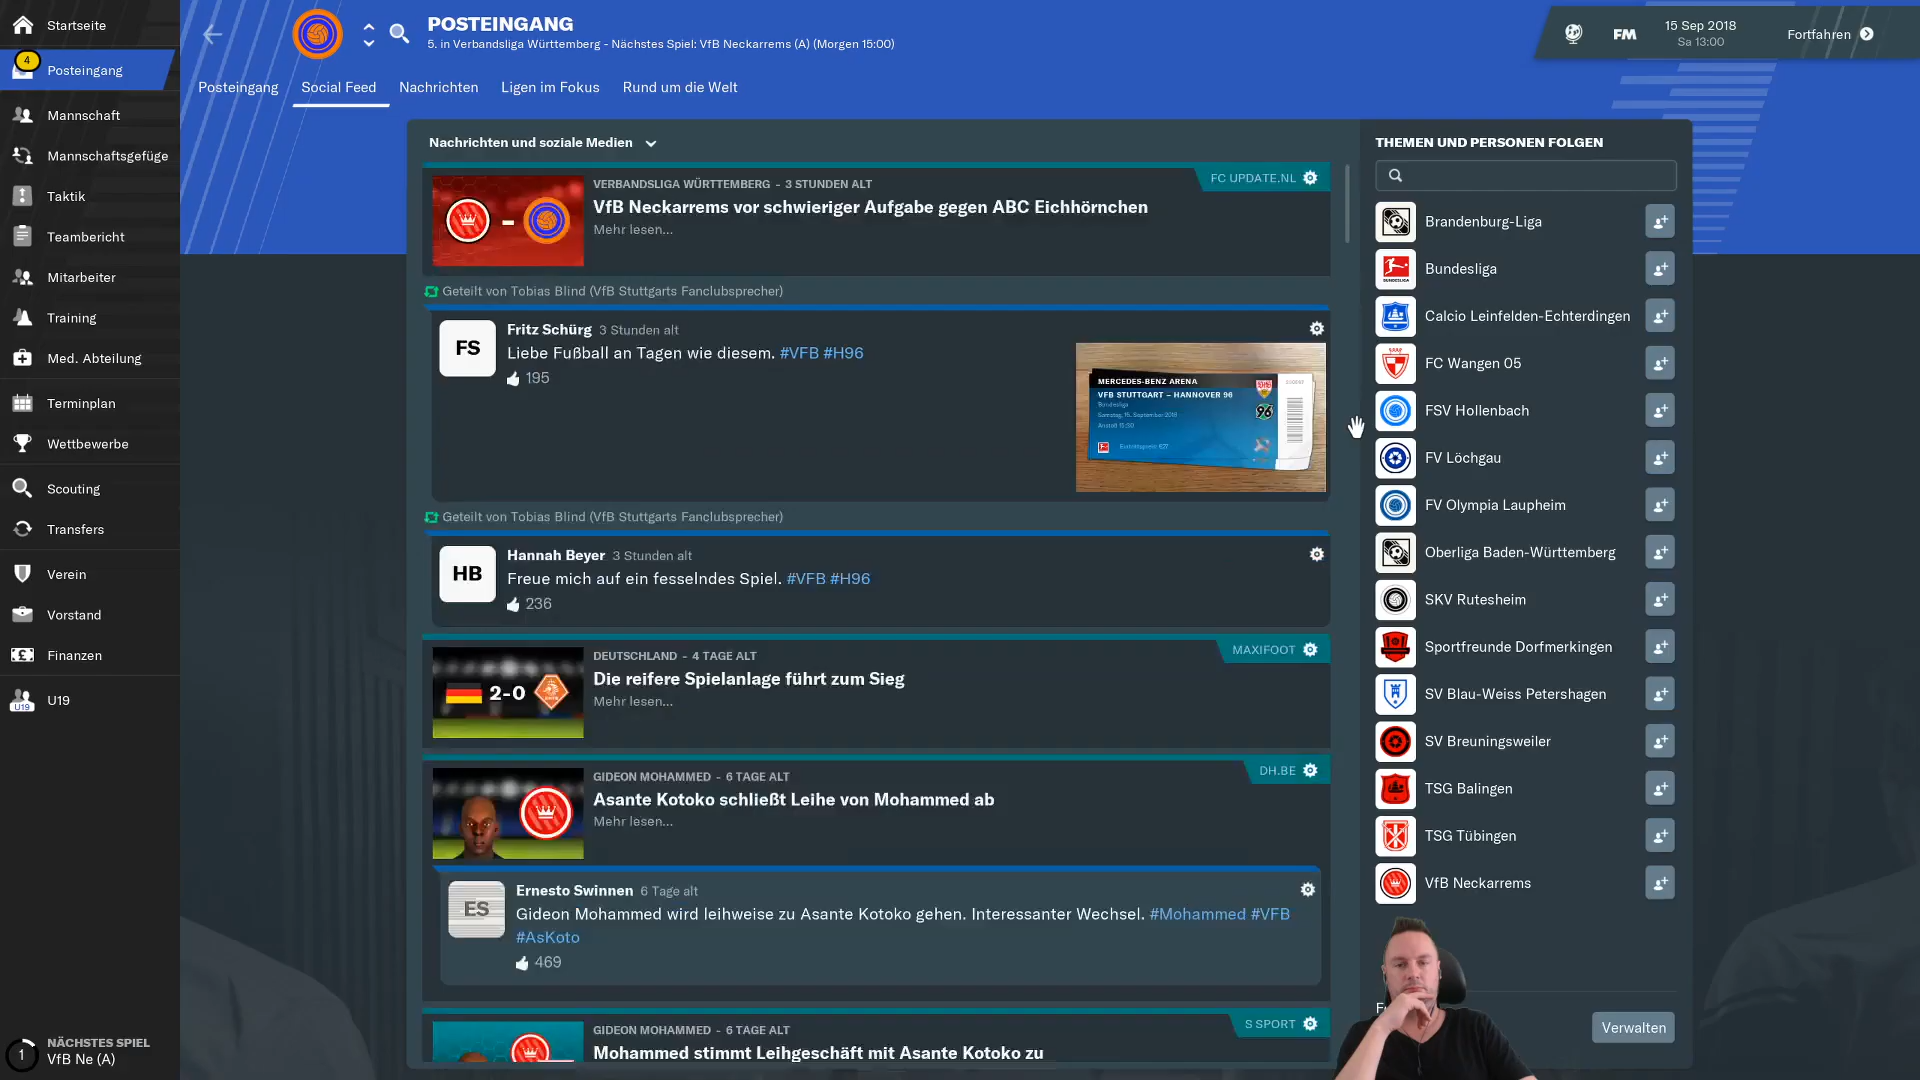 Startseite
4
Posteingang
Mannschaft
Mannschaftsgefüge
Taktik
Teambericht
Mitarbeiter
Training
Med. Abteilung
Terminplan
Wettbewerbe
Scouting
Transfers
Verein
Vorstand
Finanzen
U19
U19
1
NÄCHSTES SPIEL
VfB Ne (A)
POSTEINGANG
5. in Verbandsliga Württemberg - Nächstes Spiel: VfB Neckarrems (A) (Morgen 15:00)
FM
15 Sep 2018
Sa 13:00
Fortfahren
Posteingang
Social Feed
Nachrichten
Ligen im Fokus
Rund um die Welt
Nachrichten und soziale Medien
VERBANDSLIGA WÜRTTEMBERG - 3 STUNDEN ALT
FC UPDATE.NL
VfB Neckarrems vor schwieriger Aufgabe gegen ABC Eichhörnchen
Mehr lesen...
Geteilt von Tobias Blind (VfB Stuttgarts Fanclubsprecher)
FS
Fritz Schürg 3 Stunden alt
Liebe Fußball an Tagen wie diesem. #VFB #H96
195
MERCEDES-BENZ ARENA
VFB STUTTGART – HANNOVER 96
Bundesliga
Samstag, 15. September 2018
Anstoß 15:30
96
Geteilt von Tobias Blind (VfB Stuttgarts Fanclubsprecher)
HB
Hannah Beyer 3 Stunden alt
Freue mich auf ein fesselndes Spiel. #VFB #H96
236
DEUTSCHLAND - 4 TAGE ALT
MAXIFOOT
2-0
Die reifere Spielanlage führt zum Sieg
Mehr lesen...
GIDEON MOHAMMED - 6 TAGE ALT
DH.BE
Asante Kotoko schließt Leihe von Mohammed ab
Mehr lesen...
ES
Ernesto Swinnen 6 Tage alt
Gideon Mohammed wird leihweise zu Asante Kotoko gehen. Interessanter Wechsel. #Mohammed #VFB
#AsKoto
469
GIDEON MOHAMMED - 6 TAGE ALT
S SPORT
Mohammed stimmt Leihgeschäft mit Asante Kotoko zu
THEMEN UND PERSONEN FOLGEN
Brandenburg-Liga
BUNDESLIGA
Bundesliga
Calcio Leinfelden-Echterdingen
FC Wangen 05
FSV Hollenbach
FV Löchgau
FV Olympia Laupheim
Oberliga Baden-Württemberg
SKV Rutesheim
Sportfreunde Dorfmerkingen
SV Blau-Weiss Petershagen
SV Breuningsweiler
TSG Balingen
TSG Tübingen
VfB Neckarrems
Verwalten